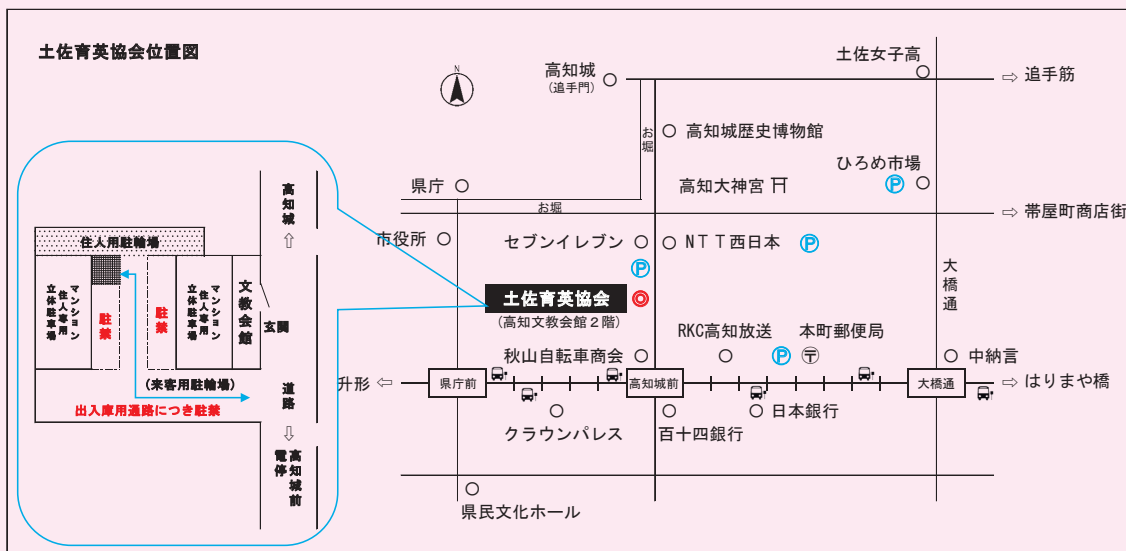 土佐育英協会位置図
N
高知城
(追手門)
土佐女子高
⇨ 追手筋
お堀
高知城歴史博物館
ひろめ市場
P
県庁
高知大神宮
お堀
⇨ 帯屋町商店街
市役所
セブンイレブン
NTT西日本
P
P
大橋通
土佐育英協会
(高知文教会館2階)
RKC高知放送
本町郵便局
P
〒
秋山自転車商会
中納言
升形 ⇦
県庁前
高知城前
大橋通
⇨ はりまや橋
クラウンパレス
百十四銀行
日本銀行
県民文化ホール
高知城
⇧
住人用駐輪場
マンション
住人専用
立体駐車場
駐禁
駐禁
マンション
住人専用
立体駐車場
文教会館
玄関
(来客用駐輪場)
出入庫用通路につき駐禁
道路
⇩
高知城前
電停